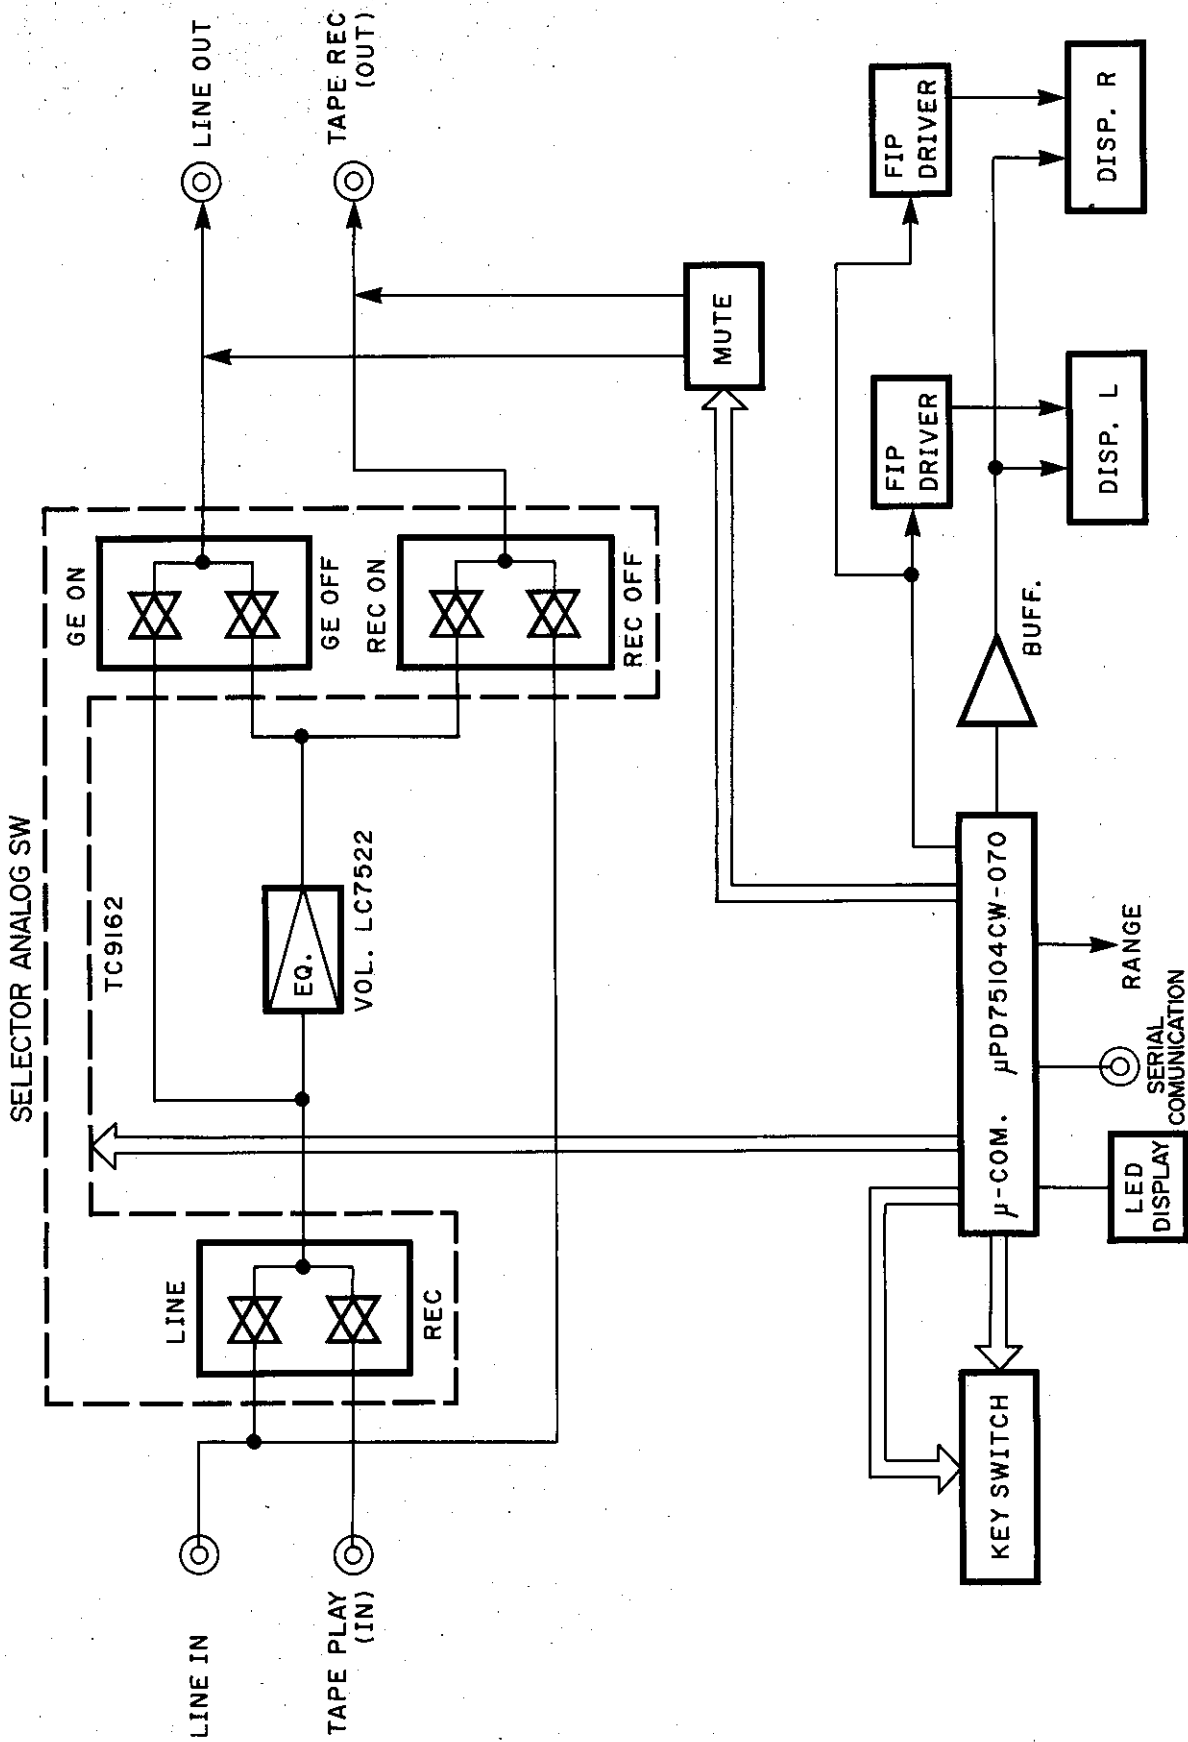 SELECTOR ANALOG SW
TC9162
LINE IN
TAPE PLAY
(IN)
LINE
REC
EQ.
VOL. LC7522
GE ON
GE OFF
REC ON
REC OFF
LINE OUT
TAPE REC
(OUT)
MUTE
KEY SWITCH
μ-COM. μPD75104CW-070
LED
DISPLAY
SERIAL
COMUNICATION
RANGE
BUFF.
FIP
DRIVER
FIP
DRIVER
DISP. L
DISP. R